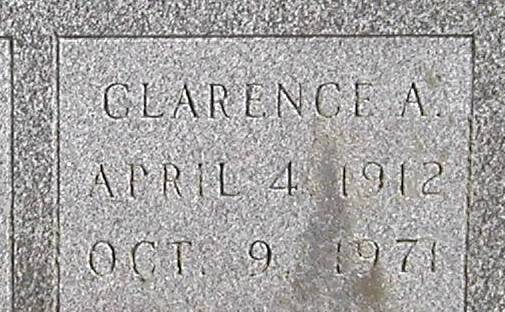 CLARENCE A.
APRIL 4, 1912
OCT. 9, 1971